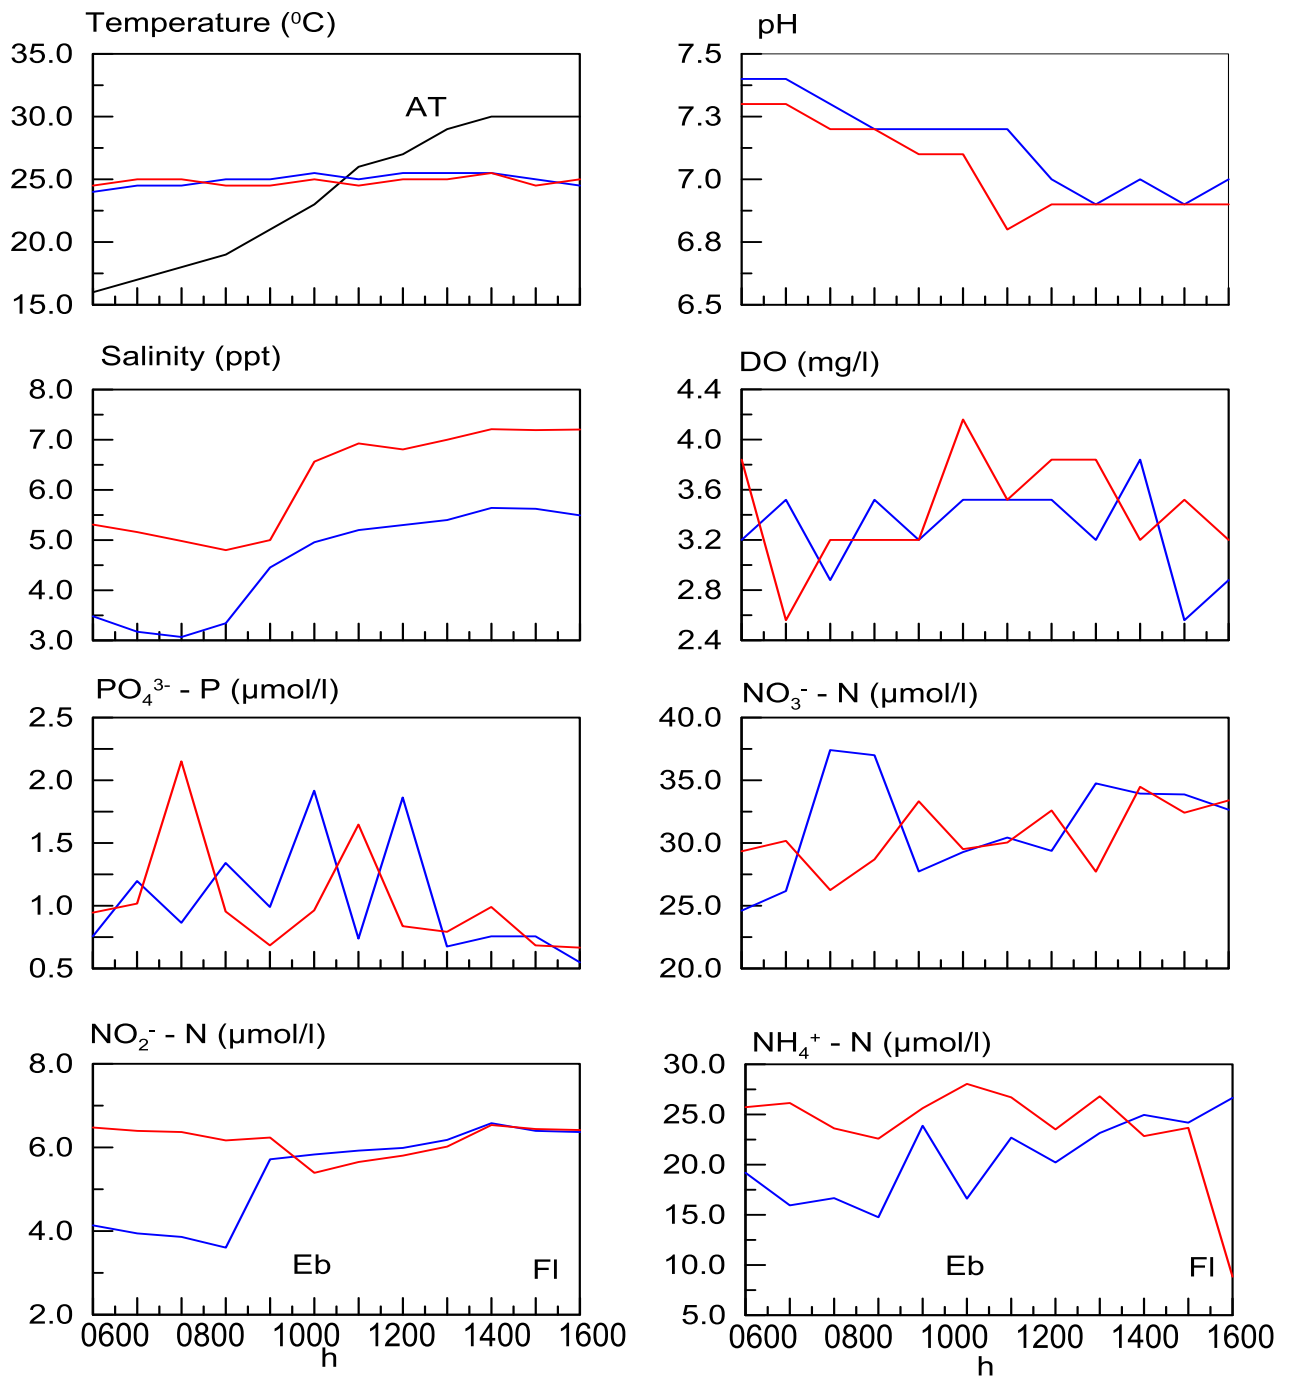 Temperature (⁰C)
35.0
30.0
25.0
20.0
15.0
AT
pH
7.5
7.3
7.0
6.8
6.5
Salinity (ppt)
8.0
7.0
6.0
5.0
4.0
3.0
DO (mg/l)
4.4
4.0
3.6
3.2
2.8
2.4
PO₄³⁻ - P (µmol/l)
2.5
2.0
1.5
1.0
0.5
NO₃⁻ - N (µmol/l)
40.0
35.0
30.0
25.0
20.0
NO₂⁻ - N (µmol/l)
8.0
6.0
4.0
2.0
Eb
Fl
0600 0800 1000 1200 1400 1600
h
NH₄⁺ - N (µmol/l)
30.0
25.0
20.0
15.0
10.0
5.0
Eb
Fl
0600 0800 1000 1200 1400 1600
h